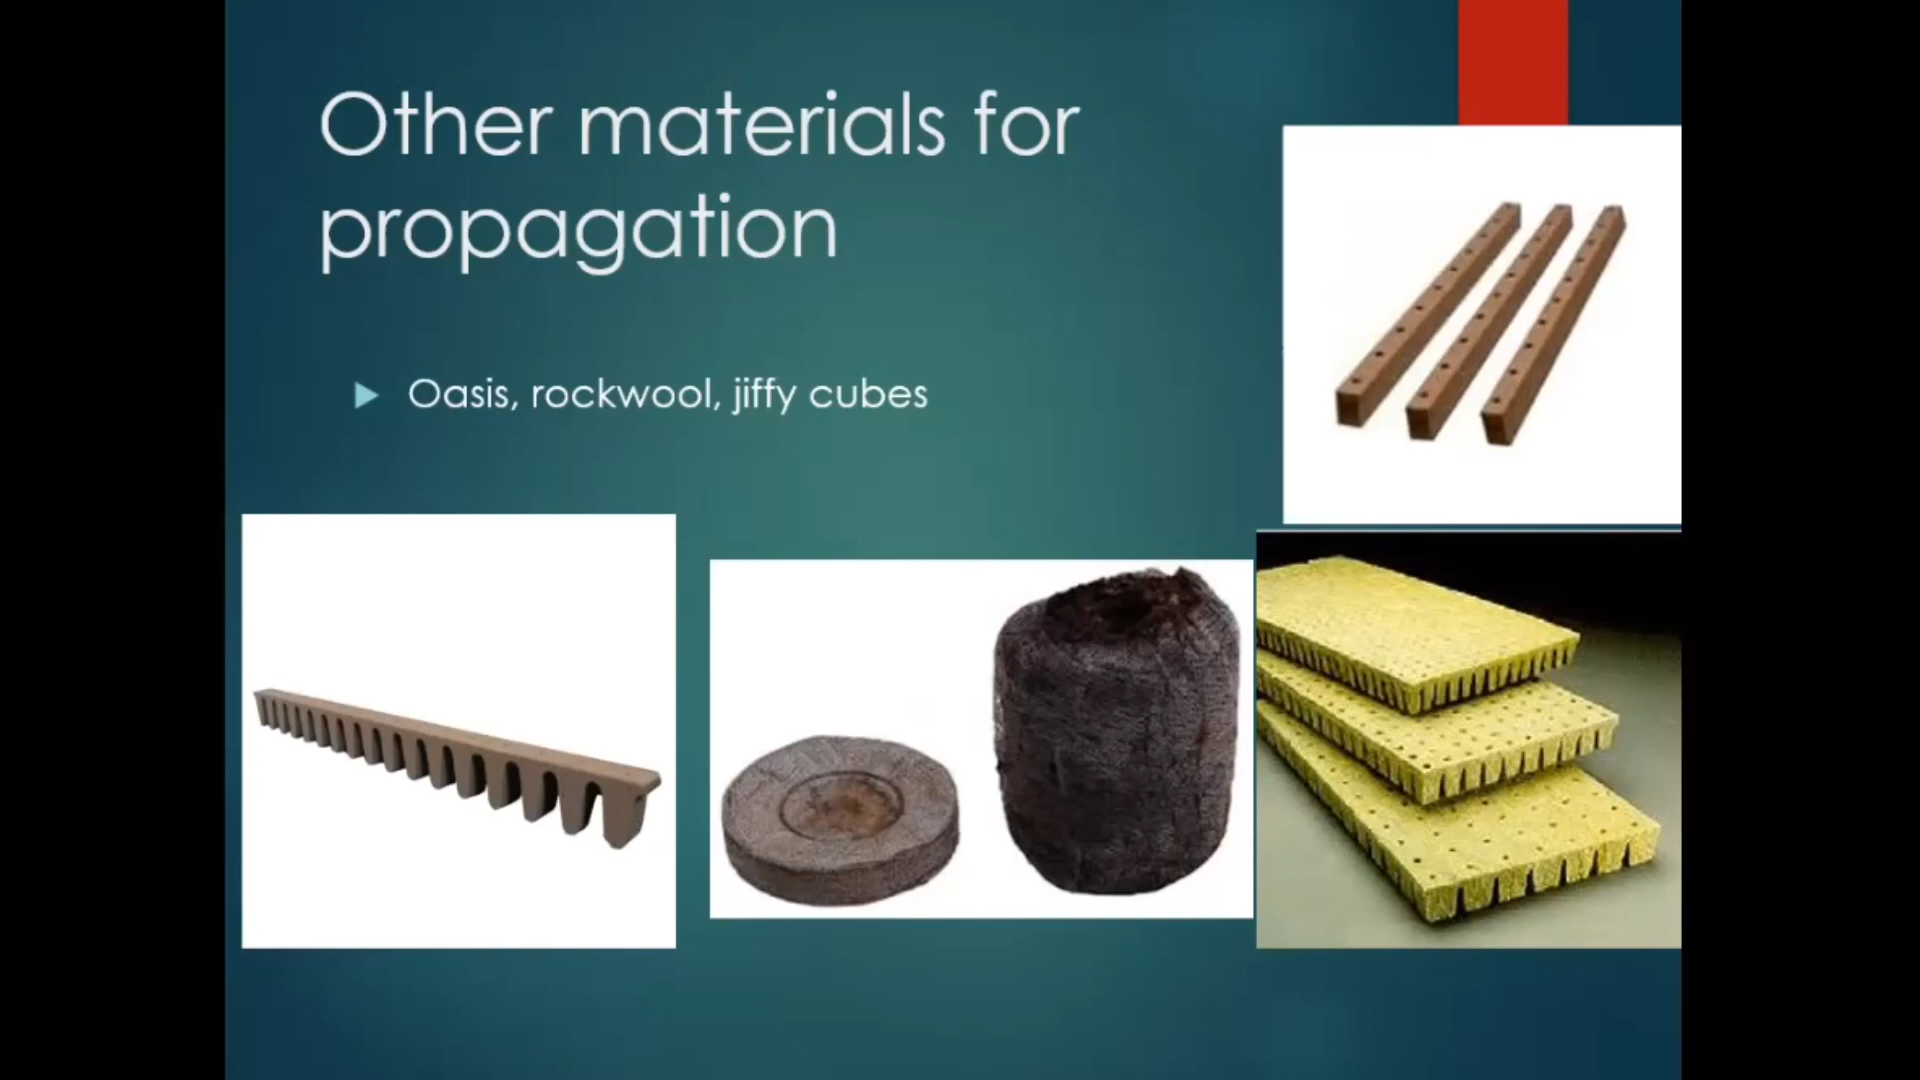 Other materials for
propagation
Oasis, rockwool, jiffy cubes